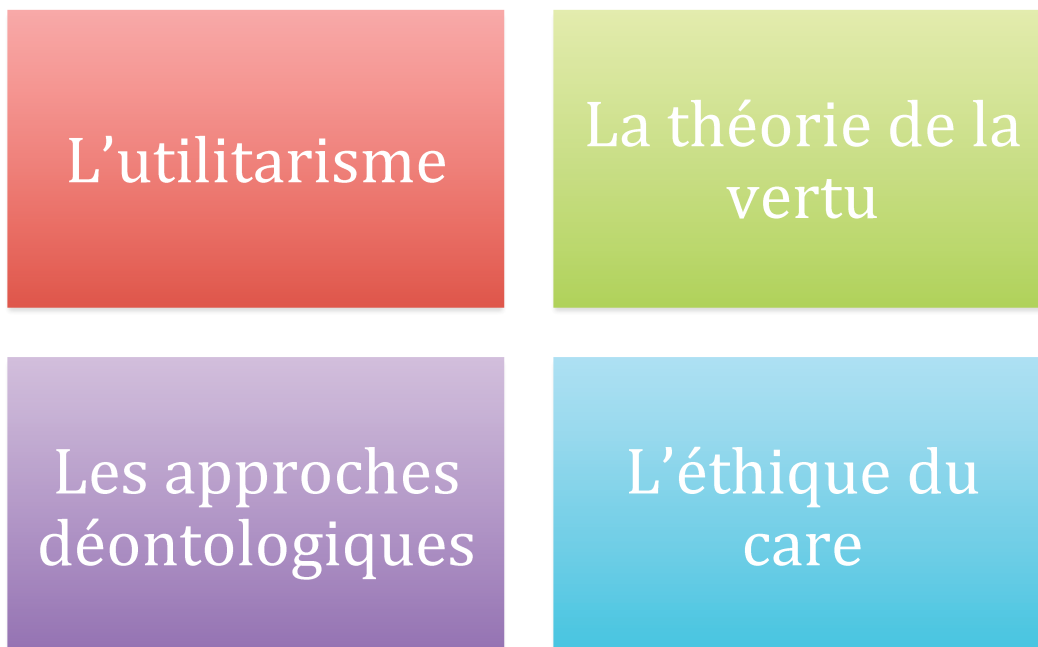 L’utilitarisme
La théorie de la
vertu
Les approches
déontologiques
L’éthique du
care